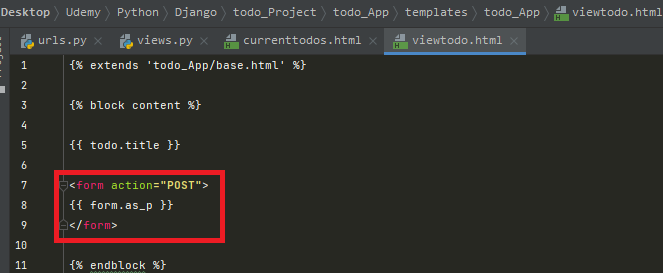 Desktop > Udemy > Python > Django > todo_Project > todo_App > templates > todo_App > viewtodo.html
urls.py × views.py × currenttodos.html × viewtodo.html ×
1 {% extends 'todo_App/base.html' %}
2
3 {% block content %}
4
5 {{ todo.title }}
6
7 <form action="POST">
8 {{ form.as_p }}
9 </form>
10
11 {% endblock %}